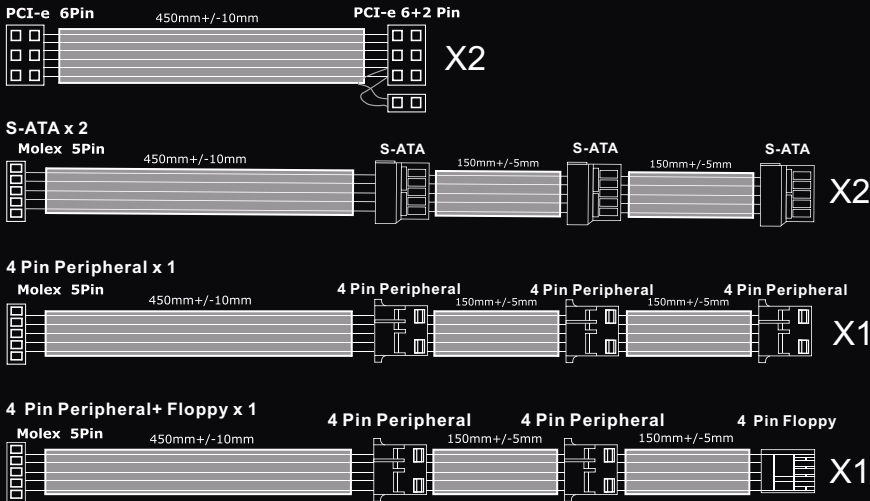 PCI-e 6Pin 450mm+/-10mm PCI-e 6+2 Pin
X2
S-ATA x 2
Molex 5Pin 450mm+/-10mm S-ATA 150mm+/-5mm S-ATA 150mm+/-5mm S-ATA
X2
4 Pin Peripheral x 1
Molex 5Pin 450mm+/-10mm 4 Pin Peripheral 150mm+/-5mm 4 Pin Peripheral 150mm+/-5mm 4 Pin Peripheral
X1
4 Pin Peripheral+ Floppy x 1
Molex 5Pin 450mm+/-10mm 4 Pin Peripheral 150mm+/-5mm 4 Pin Peripheral 150mm+/-5mm 4 Pin Floppy
X1